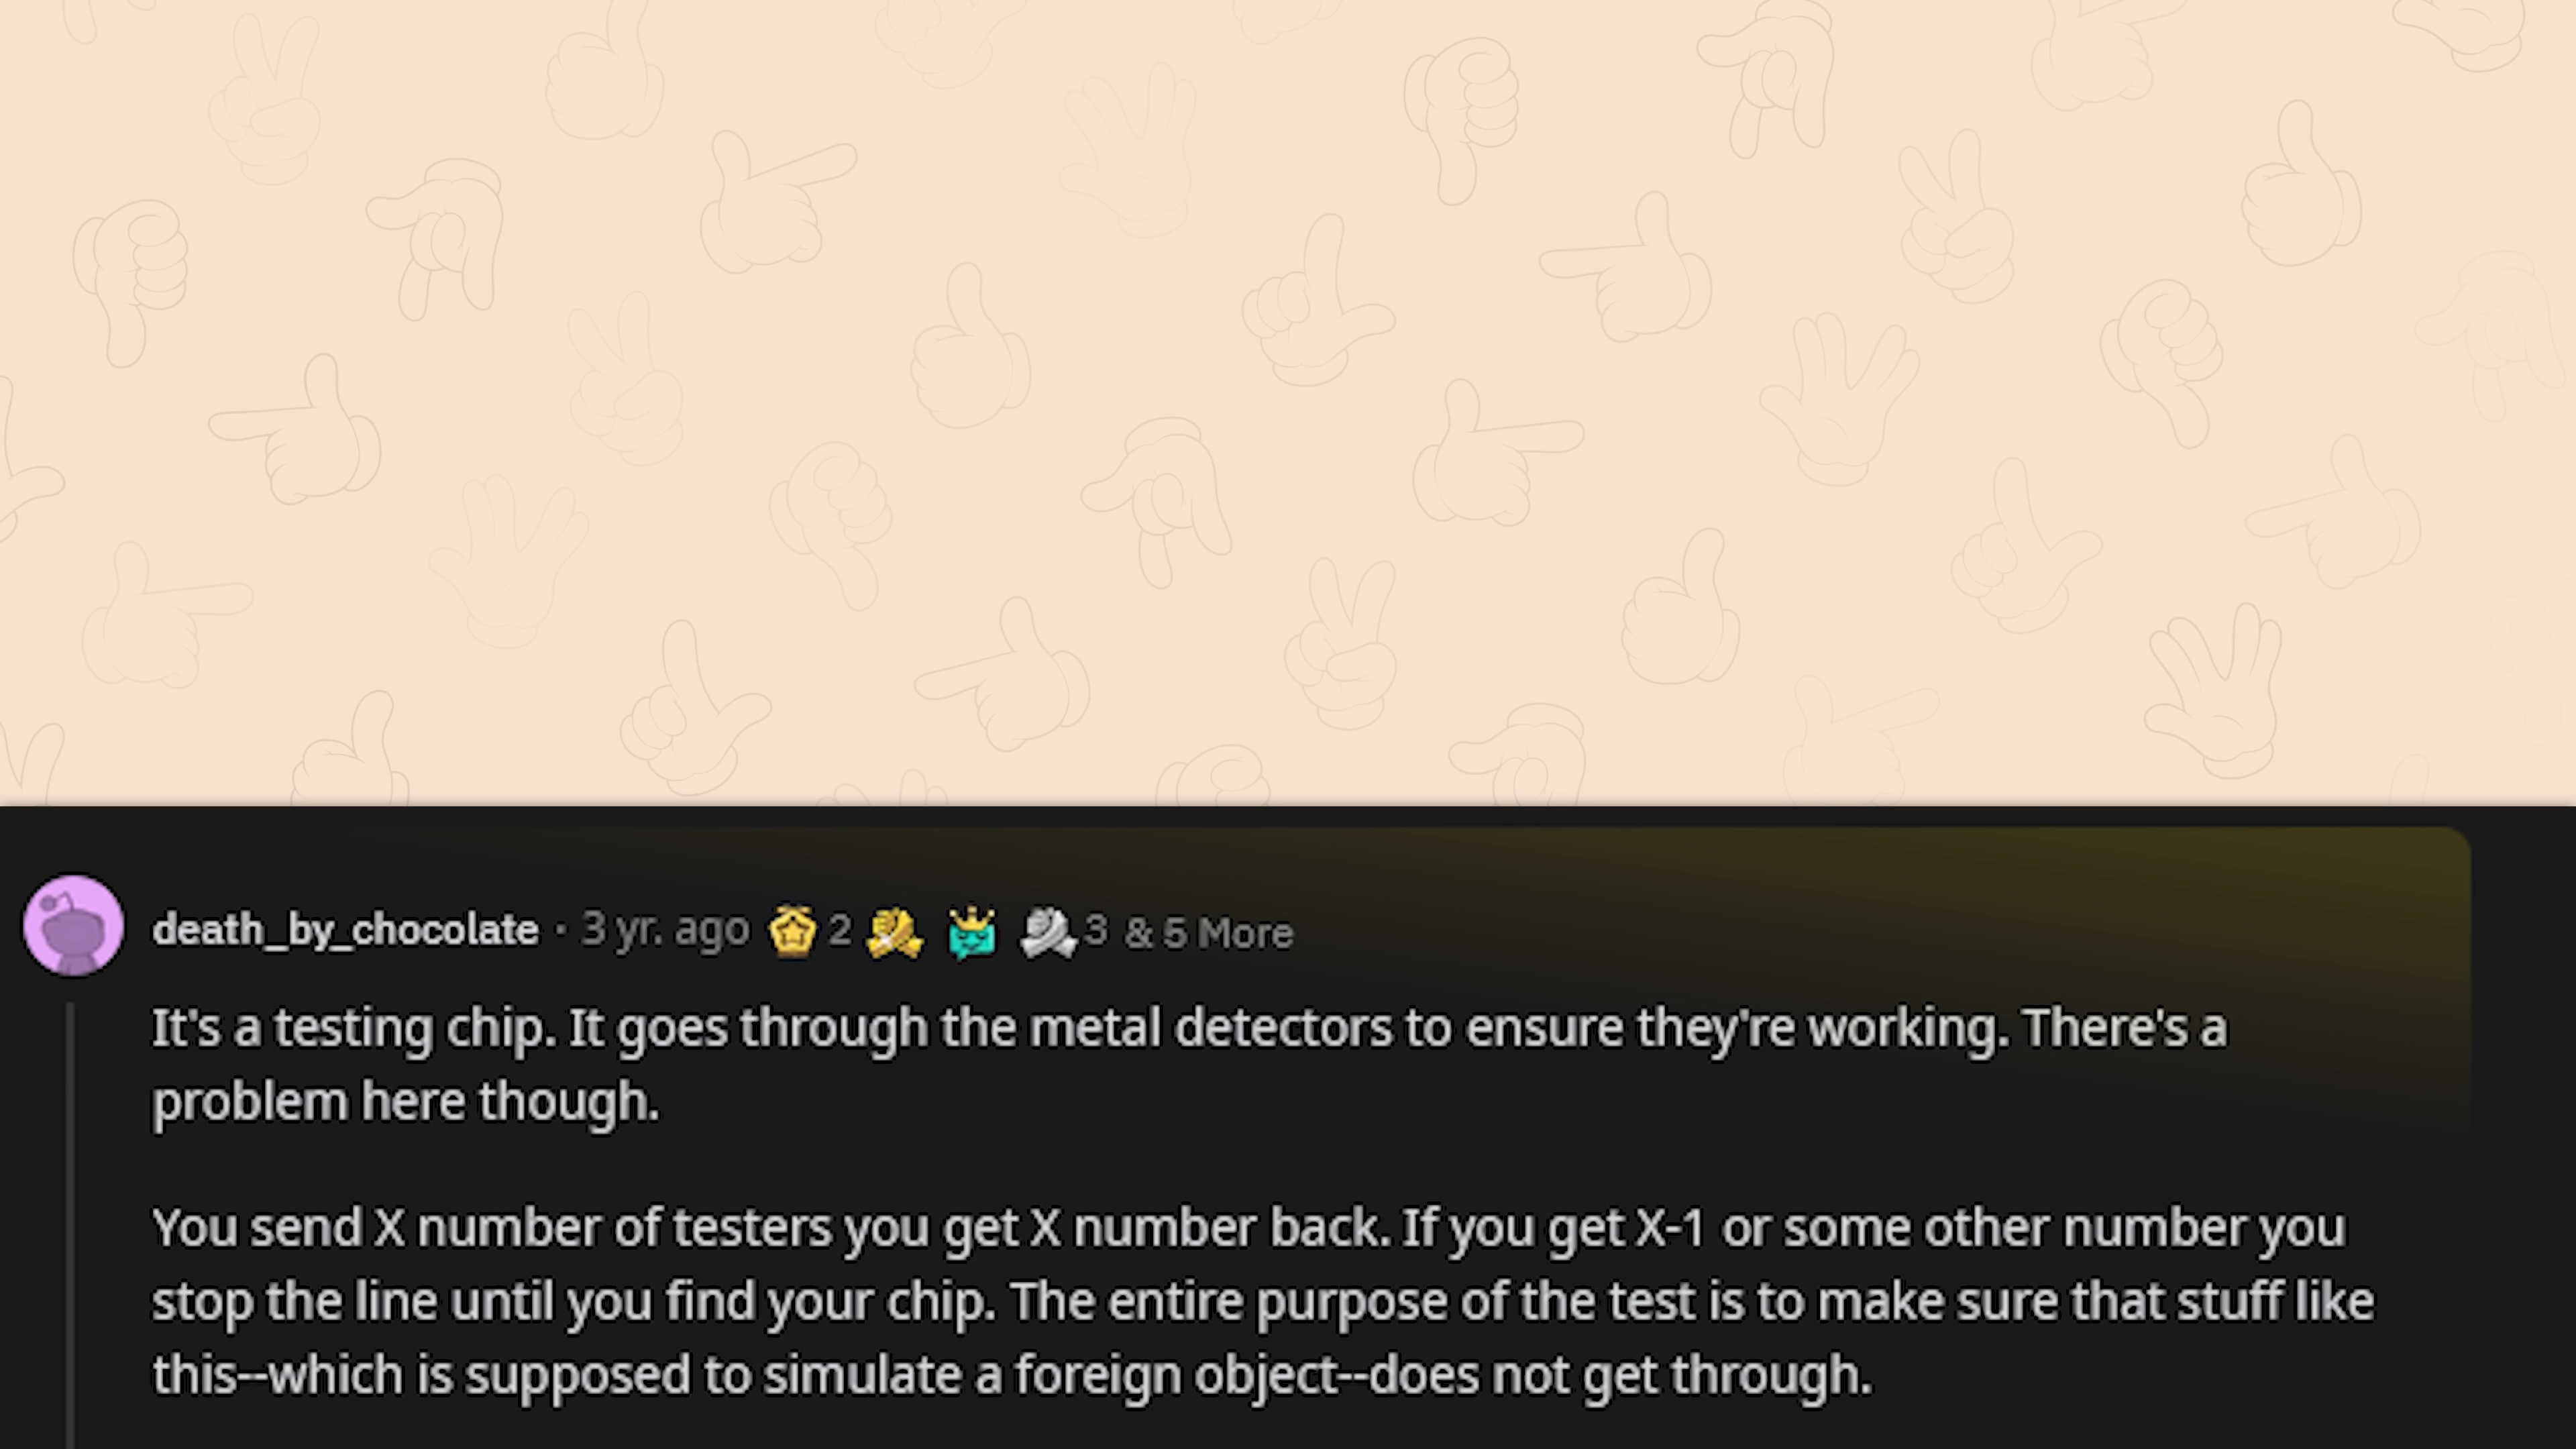 death_by_chocolate · 3 yr. ago 2 3 & 5 More
It's a testing chip. It goes through the metal detectors to ensure they're working. There's a
problem here though.
You send X number of testers you get X number back. If you get X-1 or some other number you
stop the line until you find your chip. The entire purpose of the test is to make sure that stuff like
this--which is supposed to simulate a foreign object--does not get through.